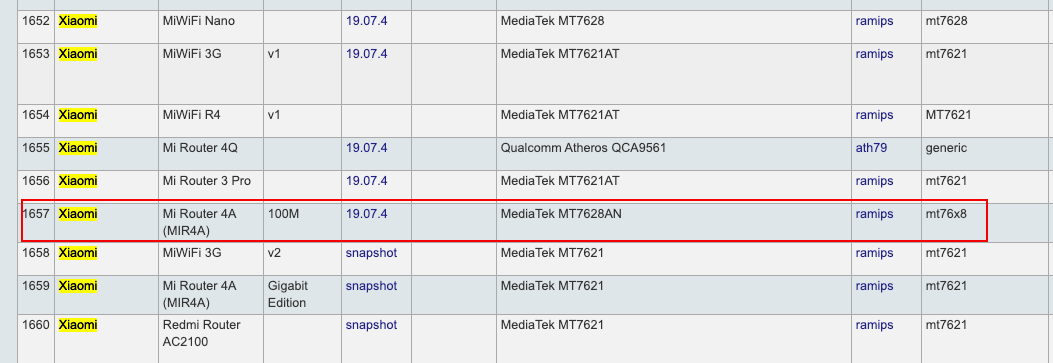 1652 Xiaomi MiWiFi Nano 19.07.4 MediaTek MT7628 ramips mt7628
1653 Xiaomi MiWiFi 3G v1 19.07.4 MediaTek MT7621AT ramips mt7621
1654 Xiaomi MiWiFi R4 v1 MediaTek MT7621AT ramips MT7621
1655 Xiaomi Mi Router 4Q 19.07.4 Qualcomm Atheros QCA9561 ath79 generic
1656 Xiaomi Mi Router 3 Pro 19.07.4 MediaTek MT7621AT ramips mt7621
1657 Xiaomi Mi Router 4A 100M 19.07.4 MediaTek MT7628AN ramips mt76x8
(MIR4A)
1658 Xiaomi MiWiFi 3G v2 snapshot MediaTek MT7621 ramips mt7621
1659 Xiaomi Mi Router 4A Gigabit snapshot MediaTek MT7621 ramips mt7621
(MIR4A) Edition
1660 Xiaomi Redmi Router snapshot MediaTek MT7621 ramips mt7621
AC2100